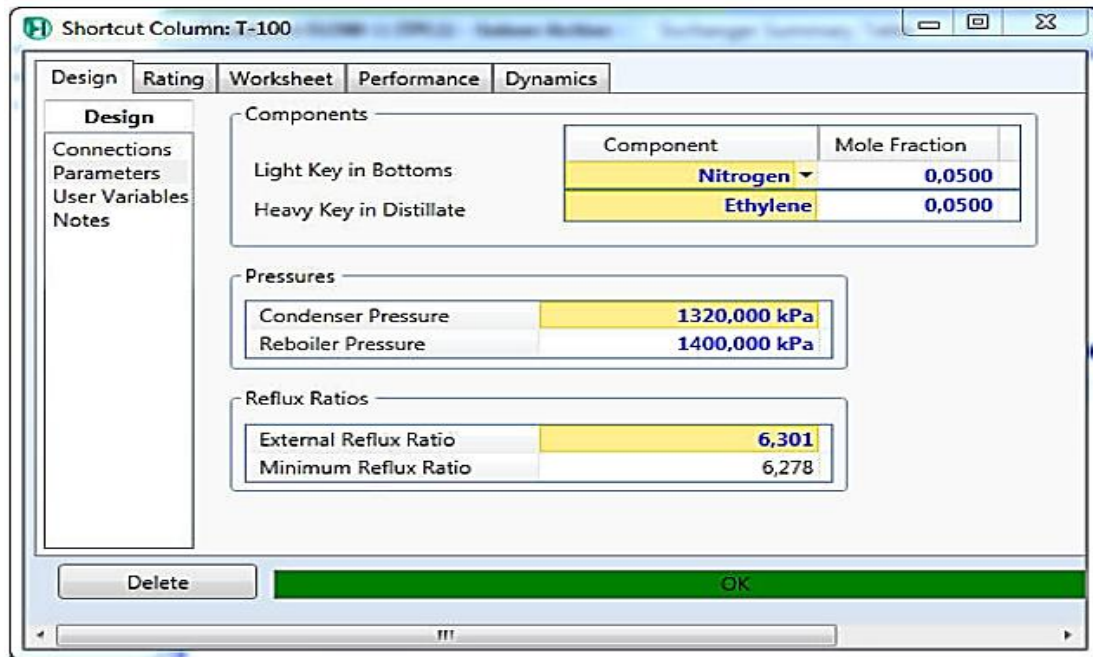 Shortcut Column: T-100
Design Rating Worksheet Performance Dynamics
Design
Connections
Parameters
User Variables
Notes
Components
Component Mole Fraction
Light Key in Bottoms Nitrogen 0,0500
Heavy Key in Distillate Ethylene 0,0500
Pressures
Condenser Pressure 1320,000 kPa
Reboiler Pressure 1400,000 kPa
Reflux Ratios
External Reflux Ratio 6,301
Minimum Reflux Ratio 6,278
Delete OK